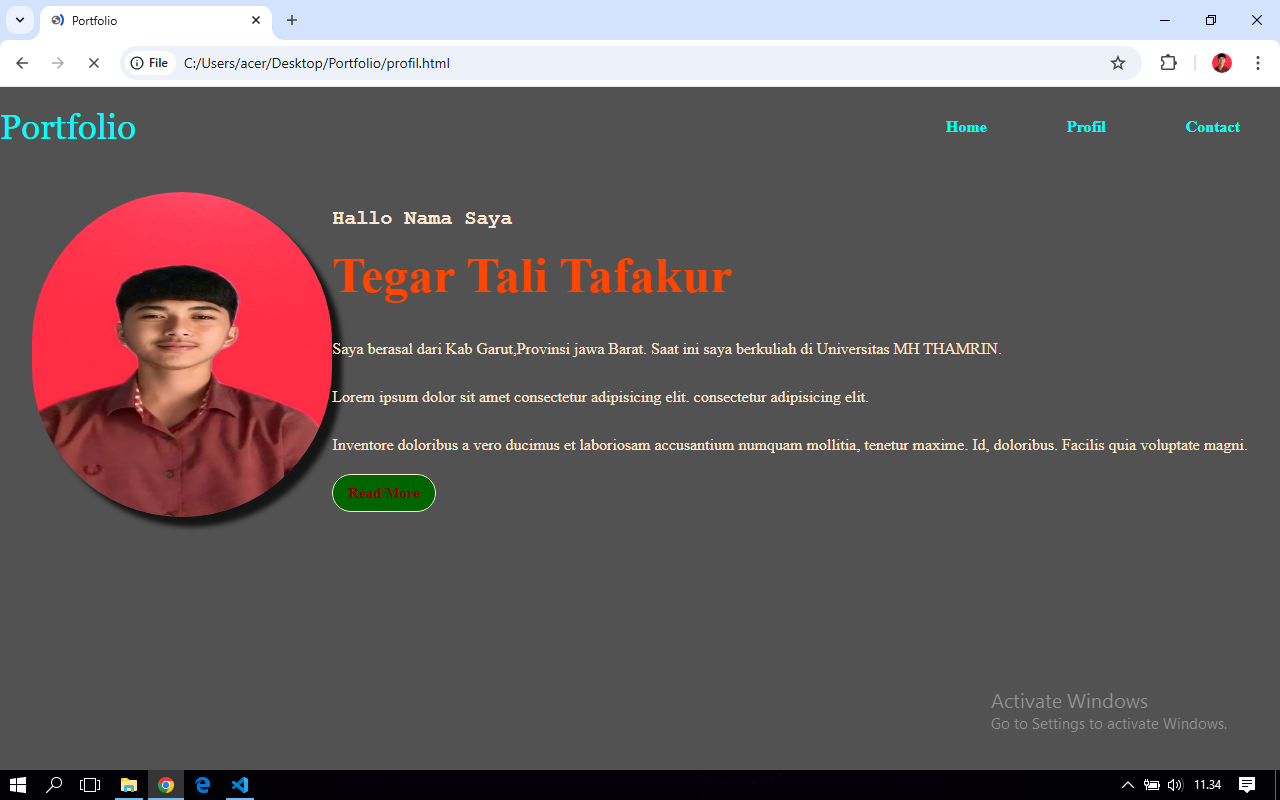 Portfolio
File C:/Users/acer/Desktop/Portfolio/profil.html
Portfolio Home Profil Contact
Hallo Nama Saya
Tegar Tali Tafakur
Saya berasal dari Kab Garut,Provinsi jawa Barat. Saat ini saya berkuliah di Universitas MH THAMRIN.
Lorem ipsum dolor sit amet consectetur adipisicing elit. consectetur adipisicing elit.
Inventore doloribus a vero ducimus et laboriosam accusantium numquam mollitia, tenetur maxime. Id, doloribus. Facilis quia voluptate magni.
Read More
Activate Windows
Go to Settings to activate Windows.
11.34